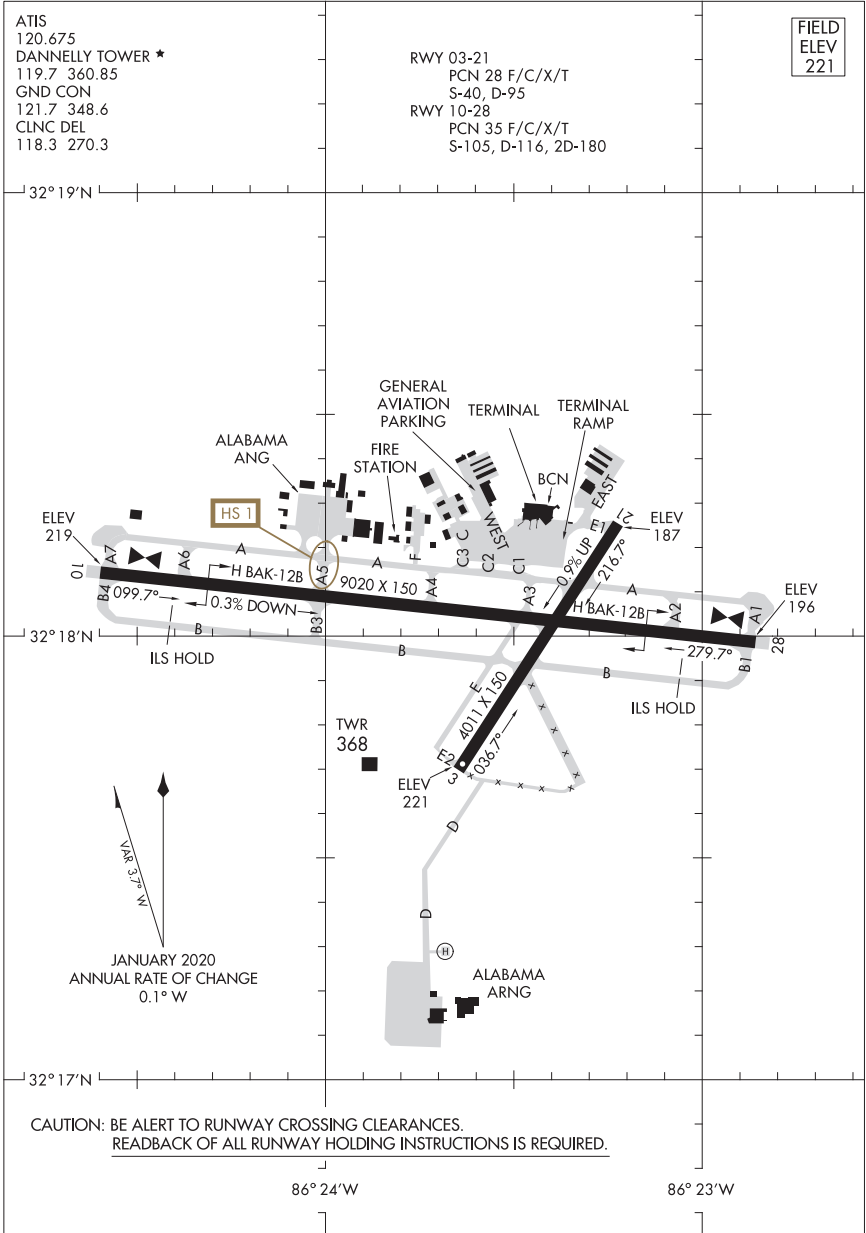 ATIS
120.675
DANNELLY TOWER ★
119.7 360.85
GND CON
121.7 348.6
CLNC DEL
118.3 270.3
RWY 03-21
PCN 28 F/C/X/T
S-40, D-95
RWY 10-28
PCN 35 F/C/X/T
S-105, D-116, 2D-180
FIELD
ELEV
221
32°19'N
GENERAL
AVIATION
PARKING
TERMINAL
TERMINAL
RAMP
ALABAMA
ANG
FIRE
STATION
BCN
EAST
WEST
HS 1
ELEV
219
ELEV
187
E1
21
C
C3
C2
C1
F
A7
A6
A
A5
A
A4
A3
A
A2
A1
10
H BAK-12B
9020 X 150
0.9% UP
216.7°
H BAK-12B
ELEV
196
099.7°
0.3% DOWN
B4
B3
B
B
B
B1
28
279.7°
32°18'N
ILS HOLD
ILS HOLD
E
4011 X 150
036.7°
E2
3
TWR
368
ELEV
221
x x x x x x x x x x
D
D
VAR 3.7° W
JANUARY 2020
ANNUAL RATE OF CHANGE
0.1° W
H
ALABAMA
ARNG
32°17'N
CAUTION: BE ALERT TO RUNWAY CROSSING CLEARANCES.
READBACK OF ALL RUNWAY HOLDING INSTRUCTIONS IS REQUIRED.
86°24'W
86°23'W